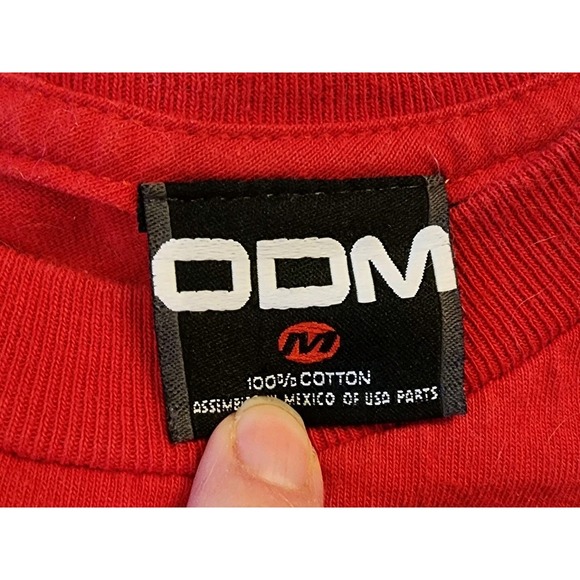 ODM
M
100% COTTON
MEXICO OF USA PARTS